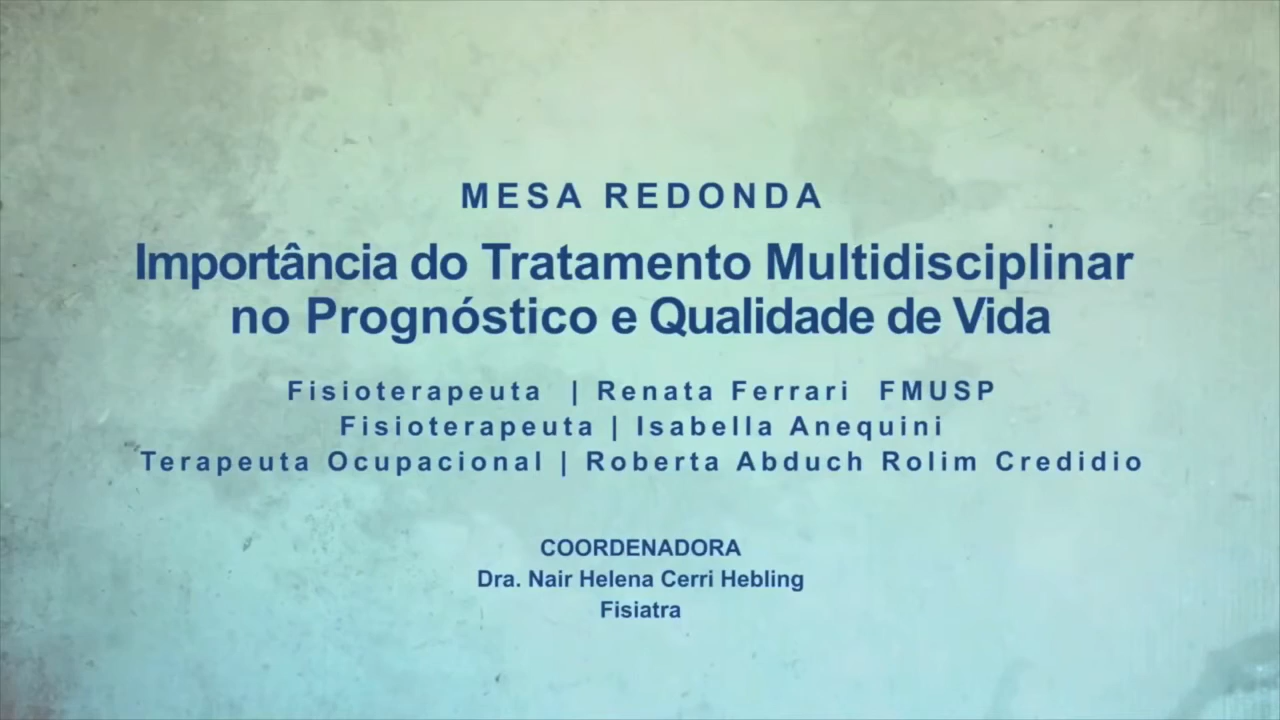 MESA REDONDA
Importância do Tratamento Multidisciplinar
no Prognóstico e Qualidade de Vida
Fisioterapeuta | Renata Ferrari FMUSP
Fisioterapeuta | Isabella Anequini
Terapeuta Ocupacional | Roberta Abduch Rolim Credidio
COORDENADORA
Dra. Nair Helena Cerri Hebling
Fisiatra